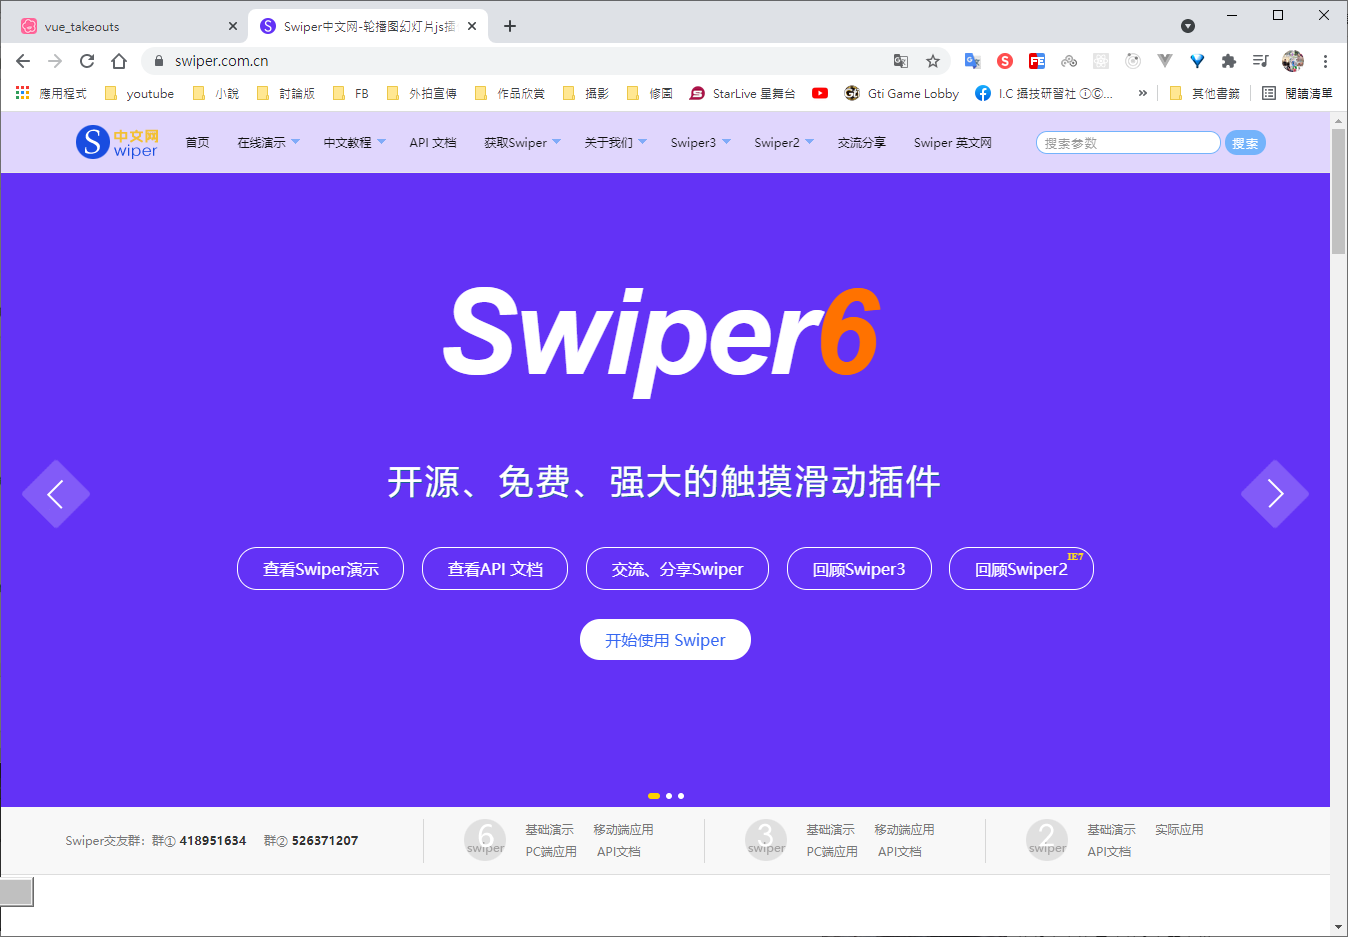 vue_takeouts
Swiper中文网-轮播图幻灯片js插
swiper.com.cn
應用程式 youtube 小說 討論版 FB 外拍宣傳 作品欣賞 攝影 修圖 StarLive 星舞台 Gti Game Lobby I.C 攝技研習社 ①©... » 其他書籤 閱讀清單
S 中文网 wiper 首页 在线演示 中文教程 API 文档 获取Swiper 关于我们 Swiper3 Swiper2 交流分享 Swiper 英文网 搜索参数 搜索
Swiper6
开源、免费、强大的触摸滑动插件
查看Swiper演示 查看API 文档 交流、分享Swiper 回顾Swiper3 回顾Swiper2 IE7
开始使用 Swiper
Swiper交友群：群① 418951634 群② 526371207
6 swiper 基础演示 移动端应用
PC端应用 API文档
3 swiper 基础演示 移动端应用
PC端应用 API文档
2 swiper 基础演示 实际应用
API文档